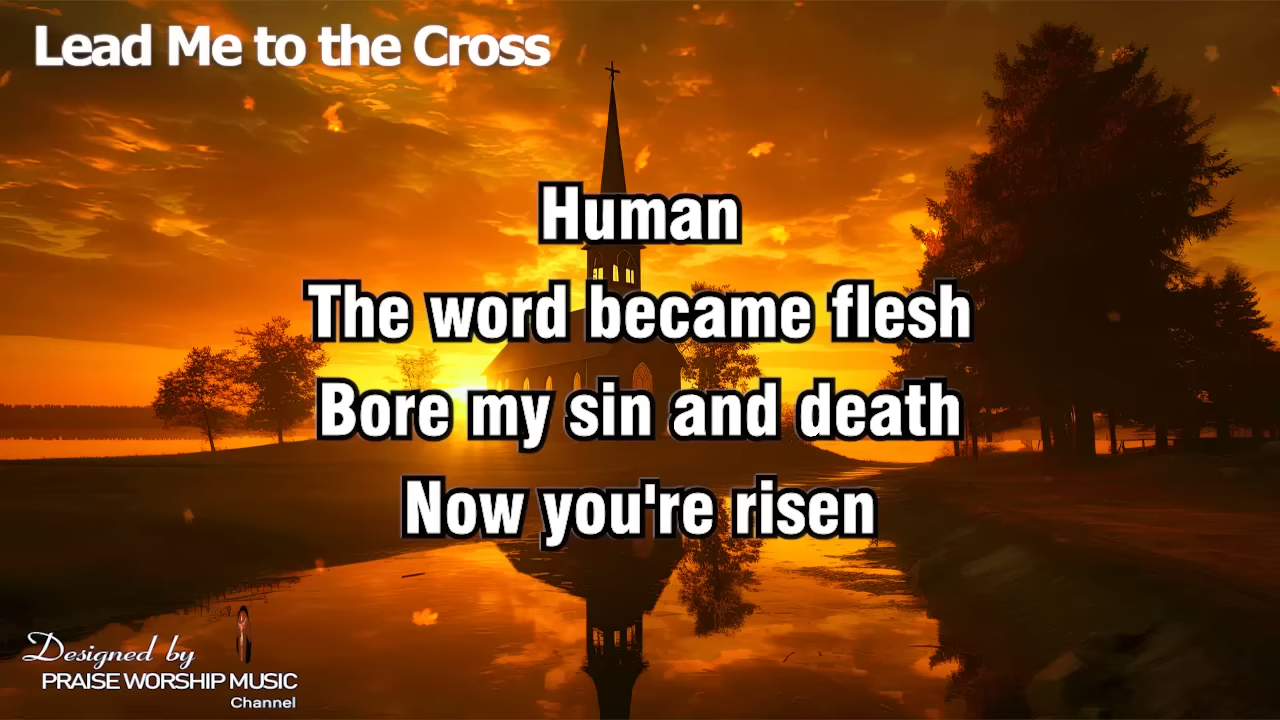 Lead Me to the Cross
Human
The word became flesh
Bore my sin and death
Now you're risen
Designed by
PRAISE WORSHIP MUSIC
Channel